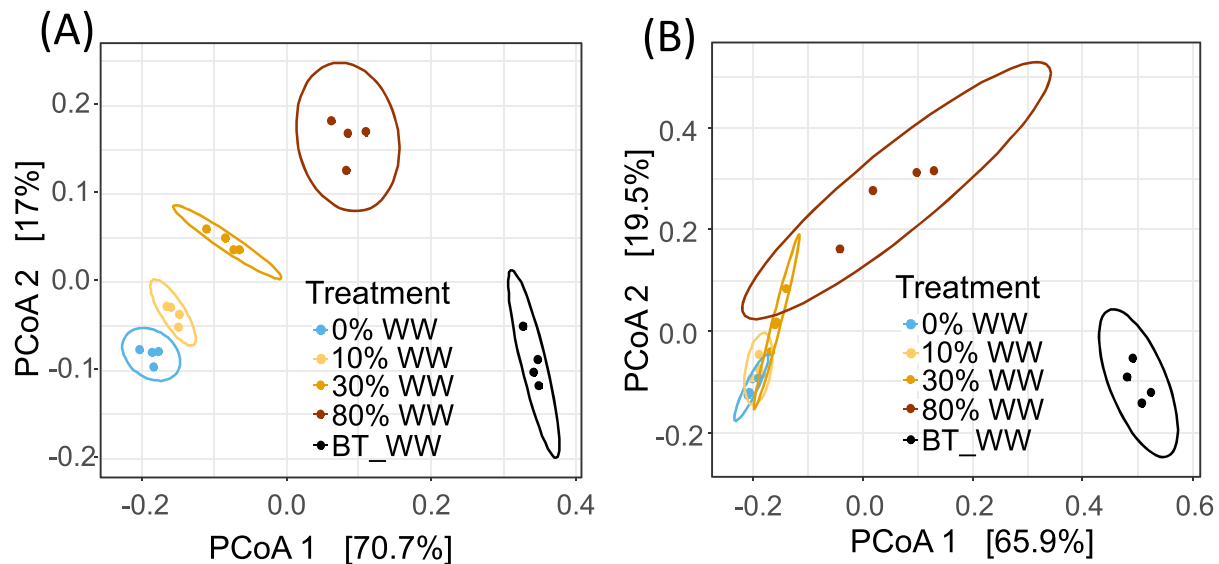 (A)
0.2
0.1
0.0
-0.1
-0.2
PCoA 2 [17%]
-0.2 0.0 0.2 0.4
PCoA 1 [70.7%]
Treatment
0% WW
10% WW
30% WW
80% WW
BT_WW
(B)
0.4
0.2
0.0
-0.2
PCoA 2 [19.5%]
-0.2 0.0 0.2 0.4 0.6
PCoA 1 [65.9%]
Treatment
0% WW
10% WW
30% WW
80% WW
BT_WW